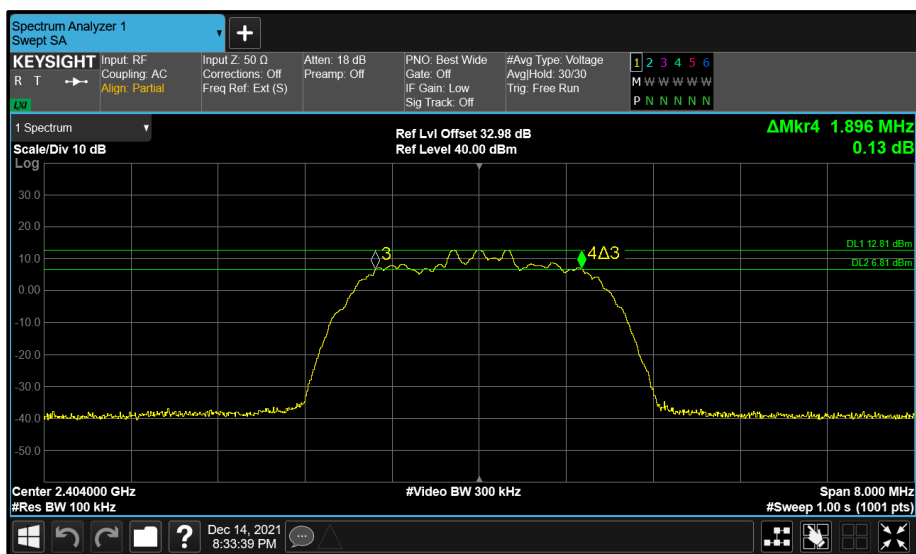 Spectrum Analyzer 1
Swept SA
KEYSIGHT
R T
LXI
Input: RF
Coupling: AC
Align: Partial
Input Z: 50 Ω
Corrections: Off
Freq Ref: Ext (S)
Atten: 18 dB
Preamp: Off
PNO: Best Wide
Gate: Off
IF Gain: Low
Sig Track: Off
#Avg Type: Voltage
Avg|Hold: 30/30
Trig: Free Run
1 2 3 4 5 6
M W W W W W
P N N N N N
1 Spectrum
Scale/Div 10 dB
Ref Lvl Offset 32.98 dB
Ref Level 40.00 dBm
ΔMkr4 1.896 MHz
0.13 dB
Log
30.0
20.0
10.0
0.00
-10.0
-20.0
-30.0
-40.0
-50.0
3
4Δ3
DL1 12.81 dBm
DL2 6.81 dBm
Center 2.404000 GHz
#Res BW 100 kHz
#Video BW 300 kHz
Span 8.000 MHz
#Sweep 1.00 s (1001 pts)
?
Dec 14, 2021
8:33:39 PM